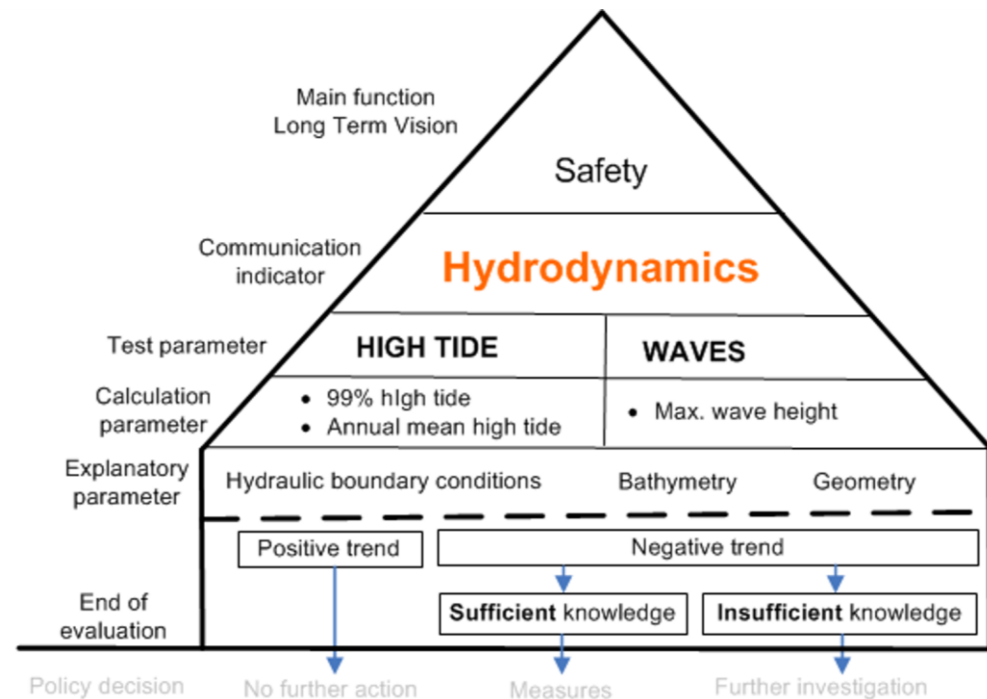 Main function
Long Term Vision
Safety
Communication
indicator
Hydrodynamics
Test parameter
HIGH TIDE
WAVES
Calculation
parameter
• 99% hIgh tide
• Annual mean high tide
• Max. wave height
Explanatory
parameter
Hydraulic boundary conditions
Bathymetry
Geometry
Positive trend
Negative trend
End of
evaluation
Sufficient knowledge
Insufficient knowledge
Policy decision
No further action
Measures
Further investigation